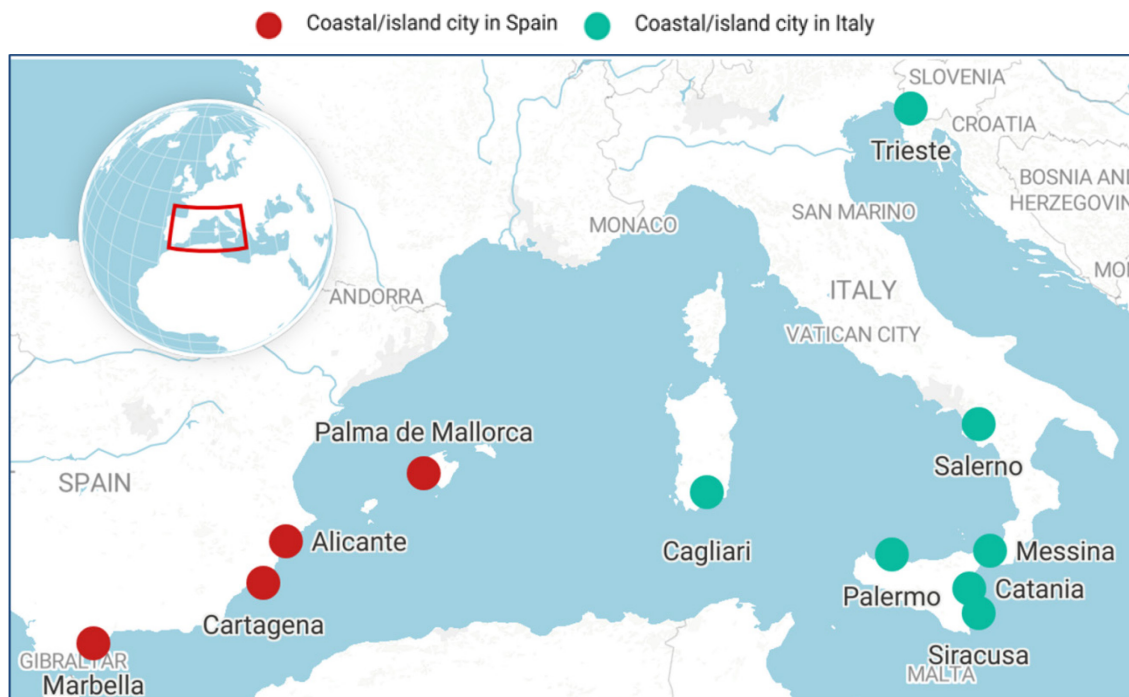 Coastal/island city in Spain
Coastal/island city in Italy
SLOVENIA
CROATIA
Trieste
BOSNIA AND
HERZEGOVIN
MONACO
SAN MARINO
MO
ANDORRA
ITALY
VATICAN CITY
Palma de Mallorca
Salerno
SPAIN
Alicante
Cagliari
Messina
Catania
Palermo
Cartagena
Siracusa
GIBRALTAR
MALTA
Marbella